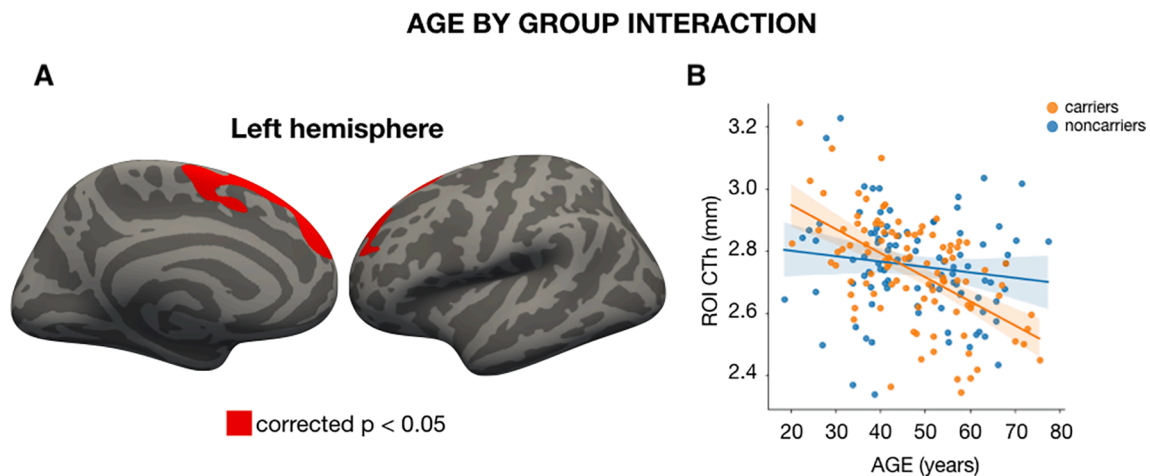 AGE BY GROUP INTERACTION
A
Left hemisphere
corrected p < 0.05
B
carriers
noncarriers
ROI CTh (mm)
3.2
3.0
2.8
2.6
2.4
20 30 40 50 60 70 80
AGE (years)